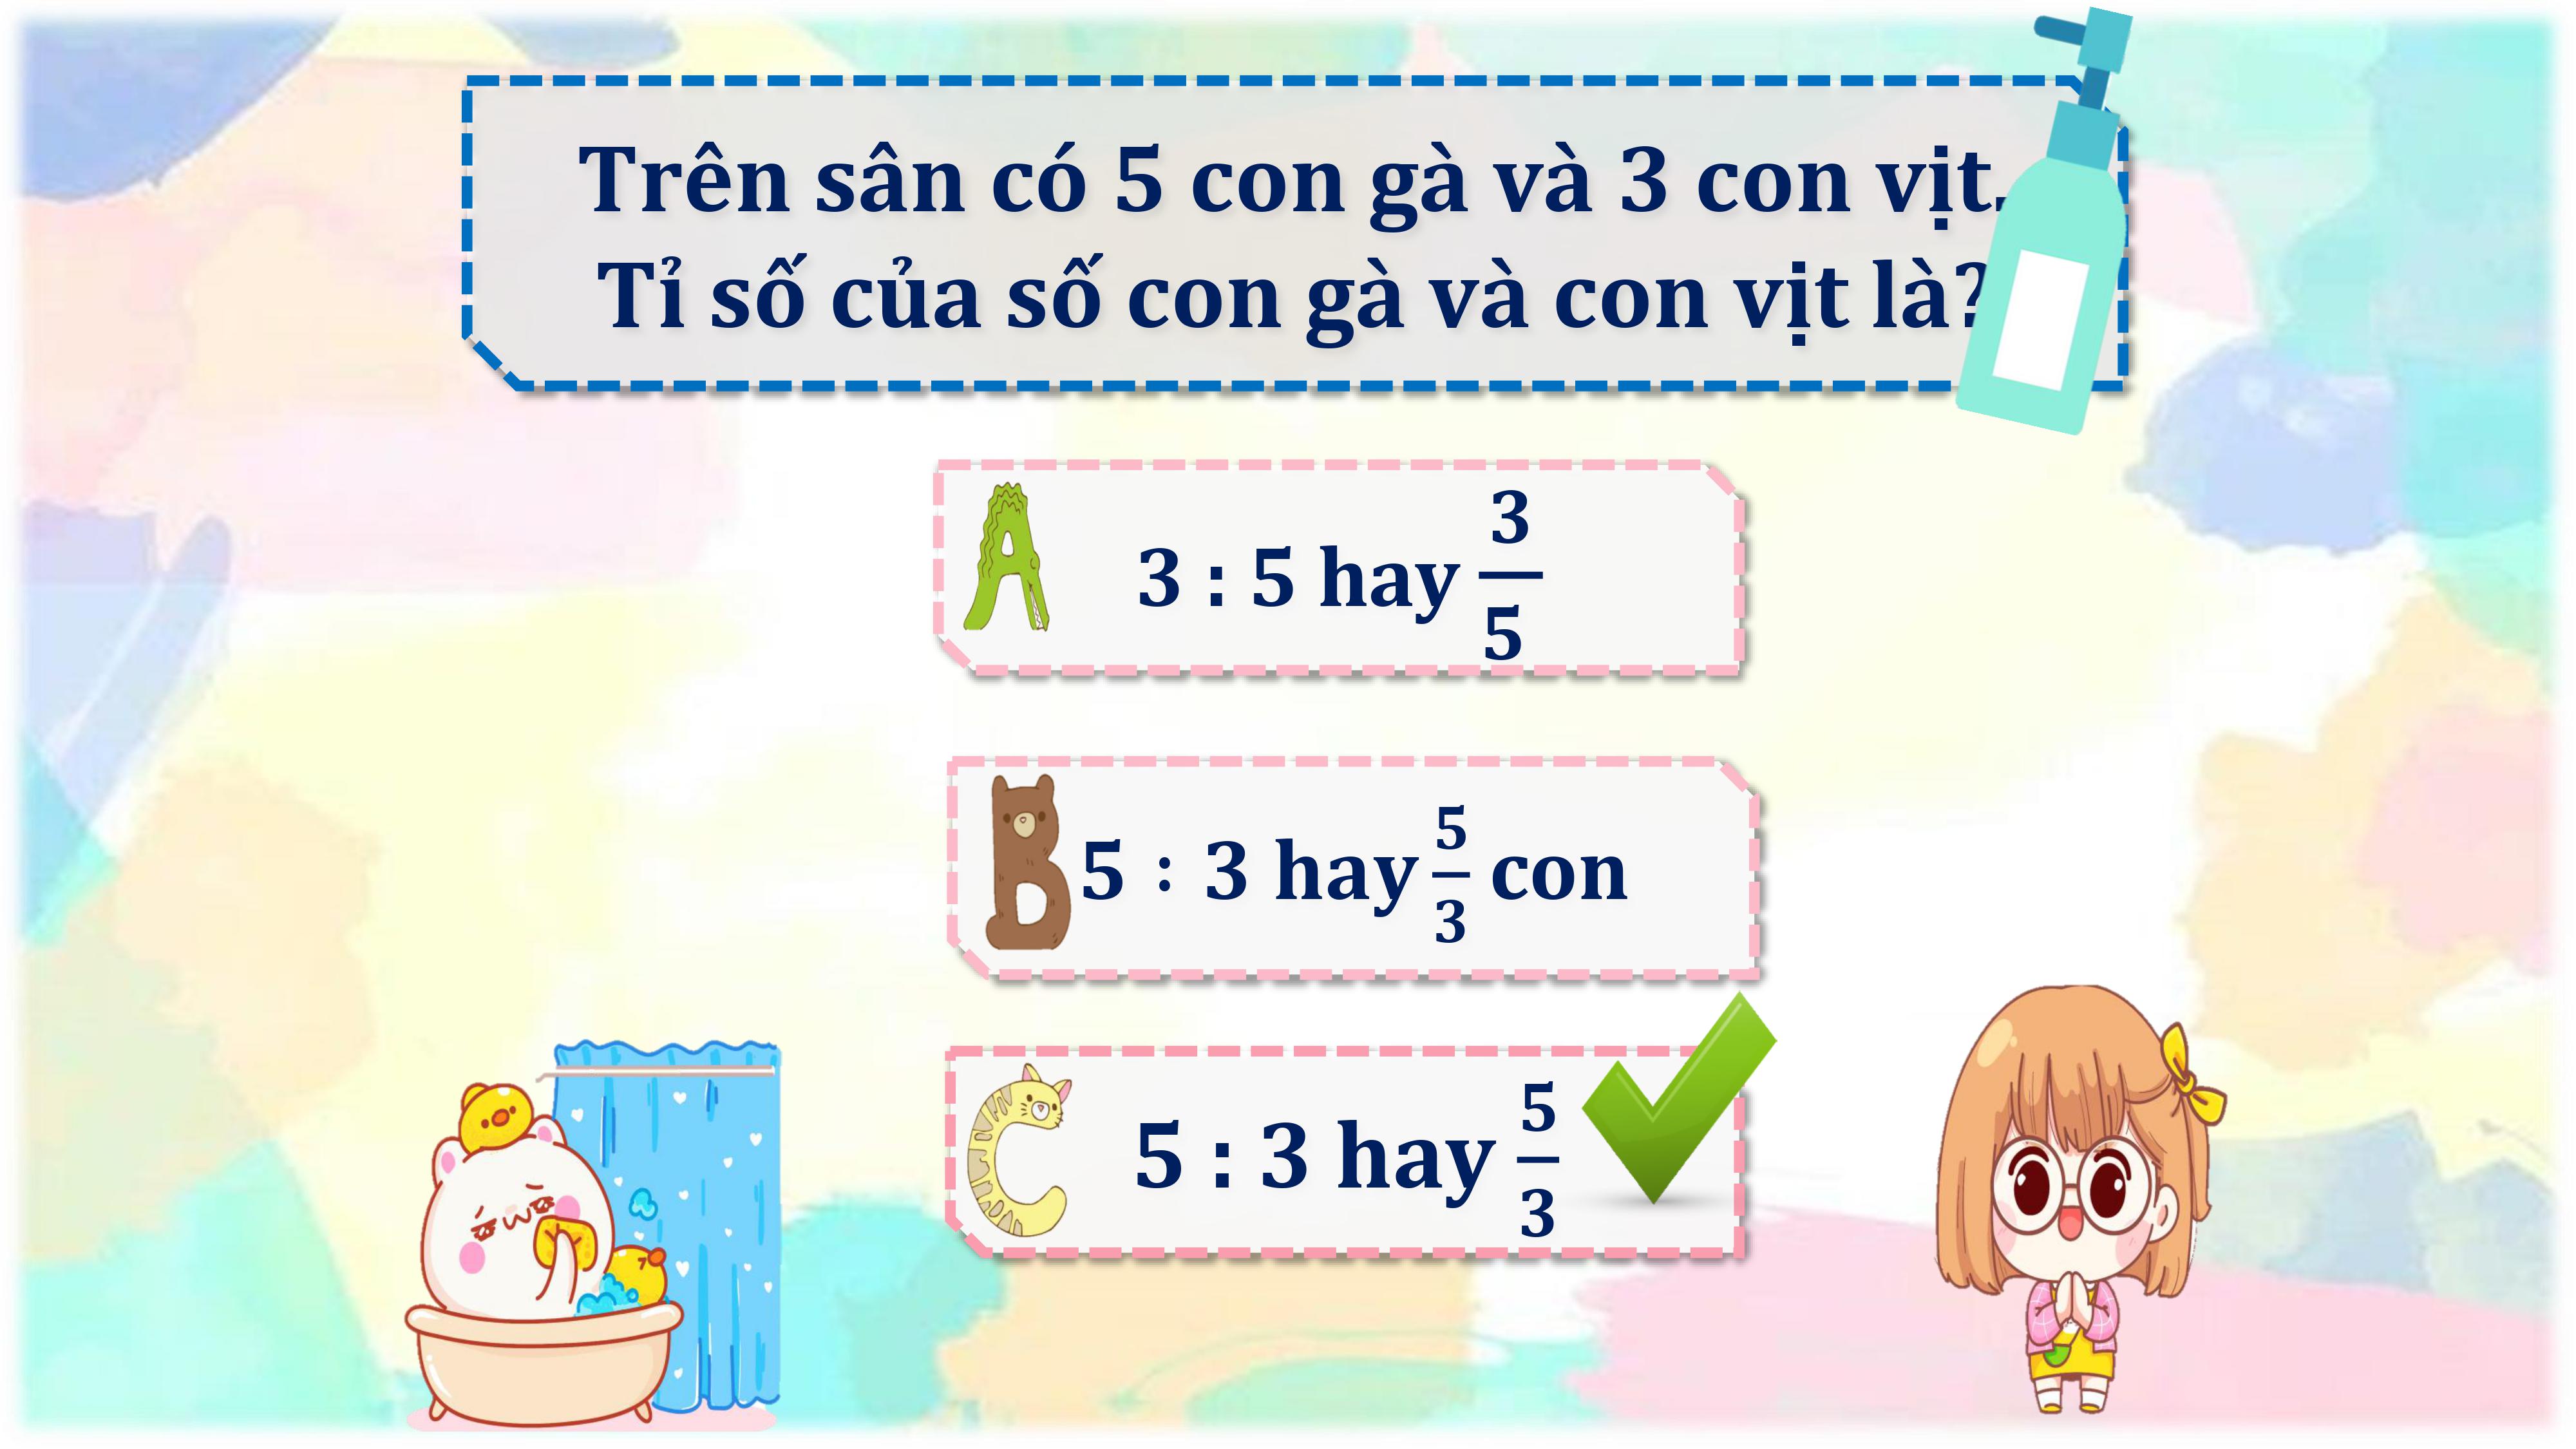 Trên sân có 5 con gà và 3 con vịt.
Tỉ số của số con gà và con vịt là?
A 3 : 5 hay 3/5
B 5 : 3 hay 5/3 con
C 5 : 3 hay 5/3